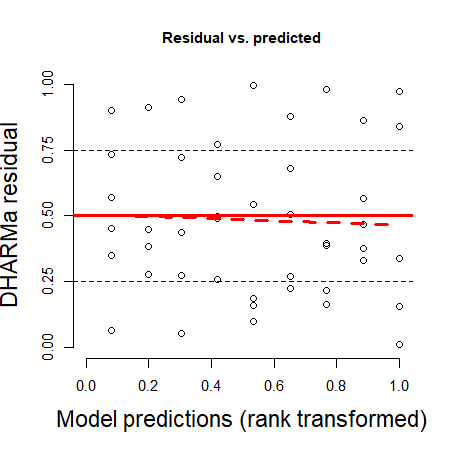 Residual vs. predicted
DHARMa residual
1.00
0.75
0.50
0.25
0.00
0.0 0.2 0.4 0.6 0.8 1.0
Model predictions (rank transformed)